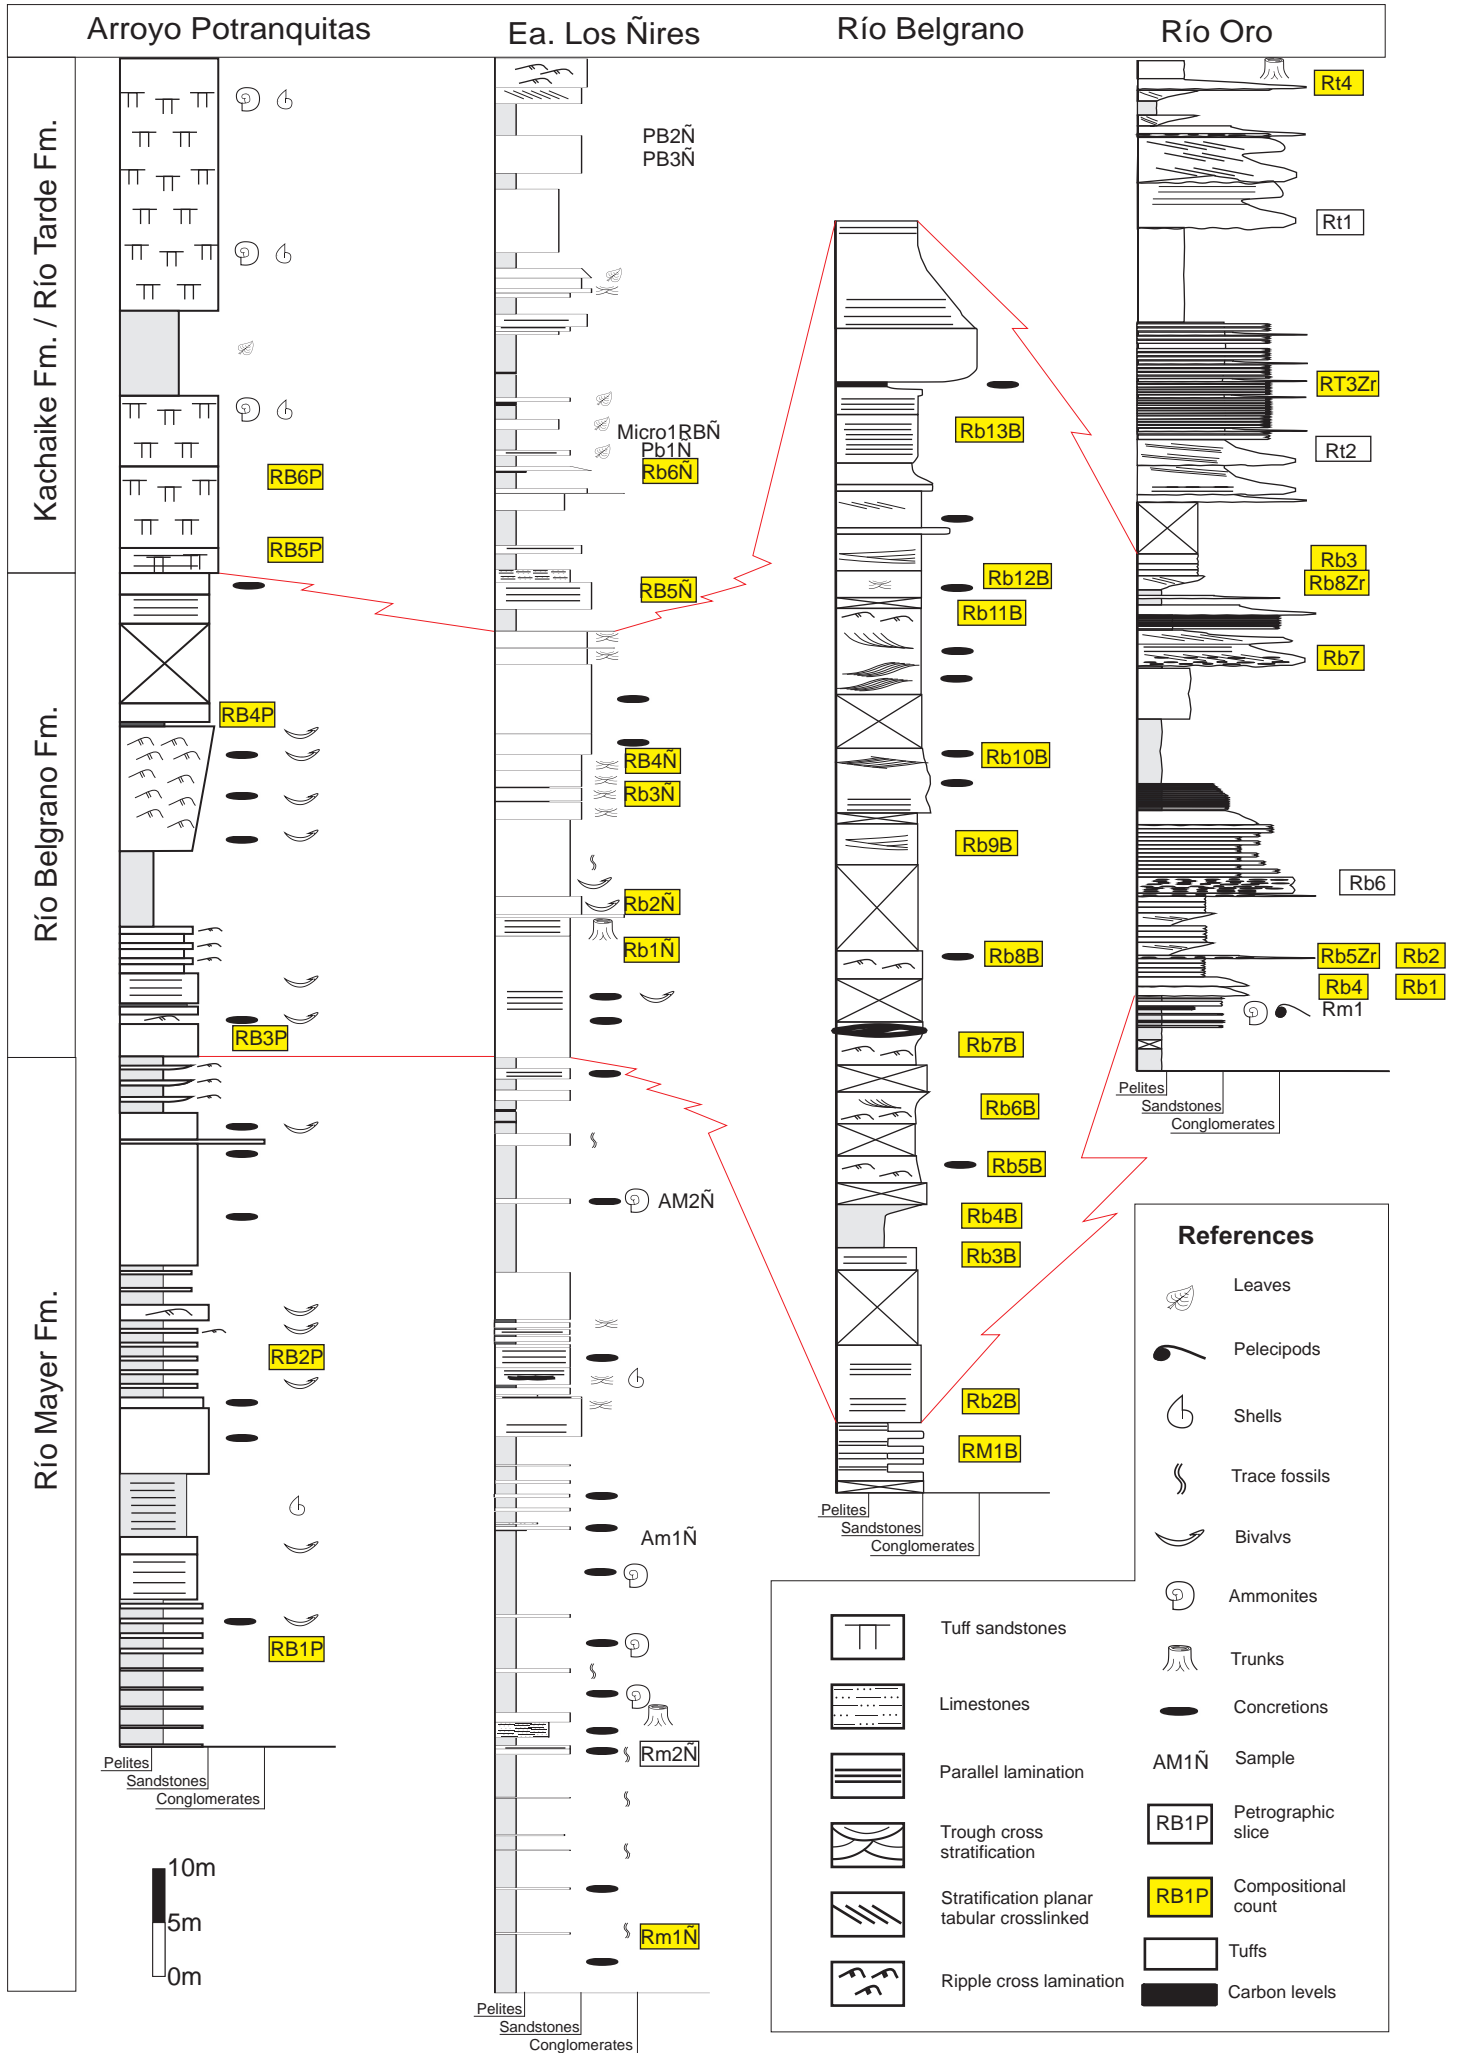 Arroyo Potranquitas
Ea. Los Ñires
Río Belgrano
Río Oro
Kachaike Fm. / Río Tarde Fm.
Río Belgrano Fm.
Río Mayer Fm.
RB6P
RB5P
RB4P
RB3P
RB2P
RB1P
Pelites
Sandstones
Conglomerates
10m
5m
0m
PB2Ñ
PB3Ñ
Micro1RBÑ
Pb1Ñ
Rb6Ñ
RB5Ñ
RB4Ñ
Rb3Ñ
Rb2Ñ
Rb1Ñ
AM2Ñ
Am1Ñ
Rm2Ñ
Rm1Ñ
Pelites
Sandstones
Conglomerates
Rb13B
Rb12B
Rb11B
Rb10B
Rb9B
Rb8B
Rb7B
Rb6B
Rb5B
Rb4B
Rb3B
Rb2B
RM1B
Pelites
Sandstones
Conglomerates
Rt4
Rt1
RT3Zr
Rt2
Rb3
Rb8Zr
Rb7
Rb6
Rb5Zr Rb2
Rb4 Rb1
Rm1
Pelites
Sandstones
Conglomerates
References
Leaves
Pelecipods
Shells
Trace fossils
Bivalvs
Ammonites
Trunks
Concretions
AM1Ñ Sample
RB1P Petrographic
slice
RB1P Compositional
count
Tuffs
Carbon levels
Tuff sandstones
Limestones
Parallel lamination
Trough cross
stratification
Stratification planar
tabular crosslinked
Ripple cross lamination